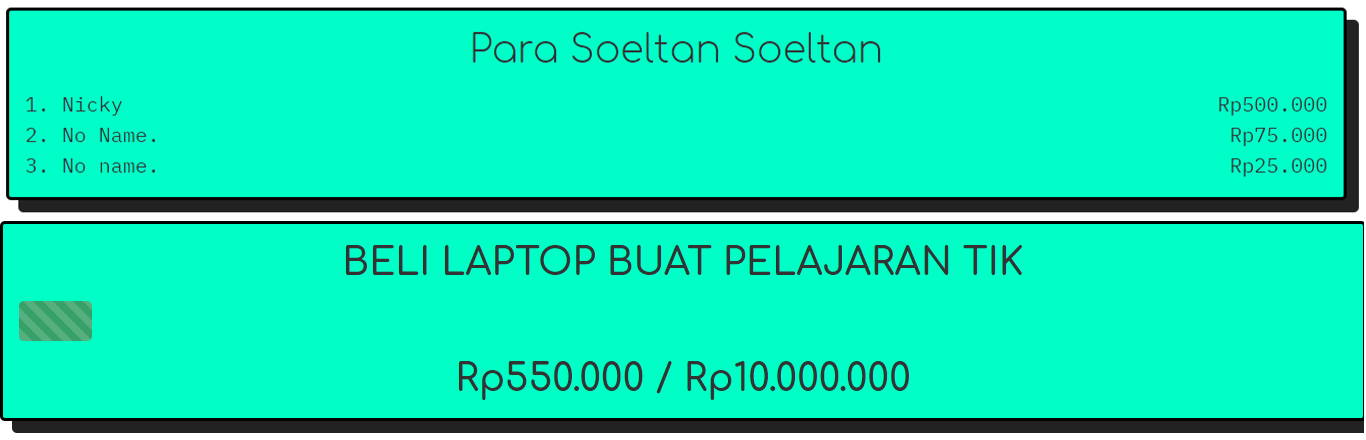 Para Soeltan Soeltan
1. Nicky Rp500.000
2. No Name. Rp75.000
3. No name. Rp25.000
BELI LAPTOP BUAT PELAJARAN TIK
Rp550.000 / Rp10.000.000